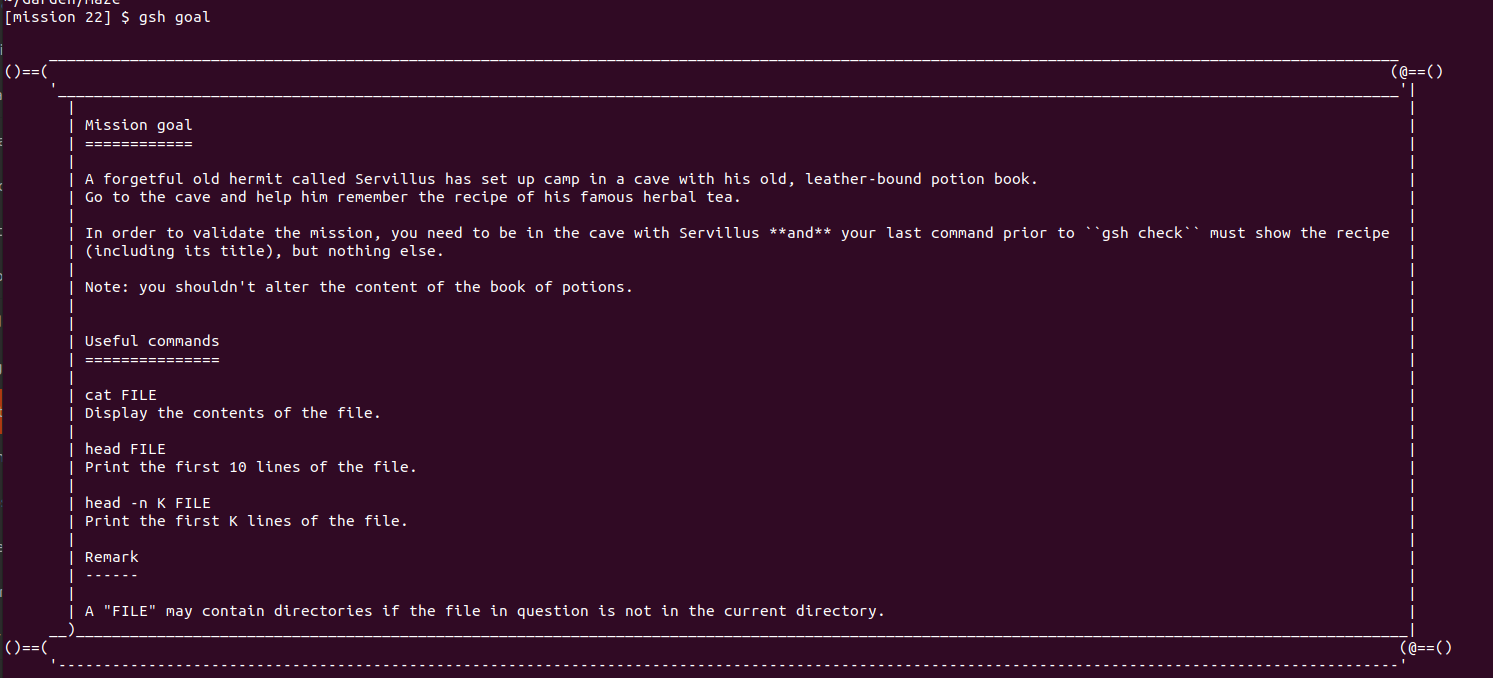 ~/Garden/Maze
[mission 22] $ gsh goal
()==( (@==()
Mission goal
============
A forgetful old hermit called Servillus has set up camp in a cave with his old, leather-bound potion book.
Go to the cave and help him remember the recipe of his famous herbal tea.
In order to validate the mission, you need to be in the cave with Servillus **and** your last command prior to ``gsh check`` must show the recipe
(including its title), but nothing else.
Note: you shouldn't alter the content of the book of potions.
Useful commands
===============
cat FILE
Display the contents of the file.
head FILE
Print the first 10 lines of the file.
head -n K FILE
Print the first K lines of the file.
Remark
------
A "FILE" may contain directories if the file in question is not in the current directory.
()==( (@==()